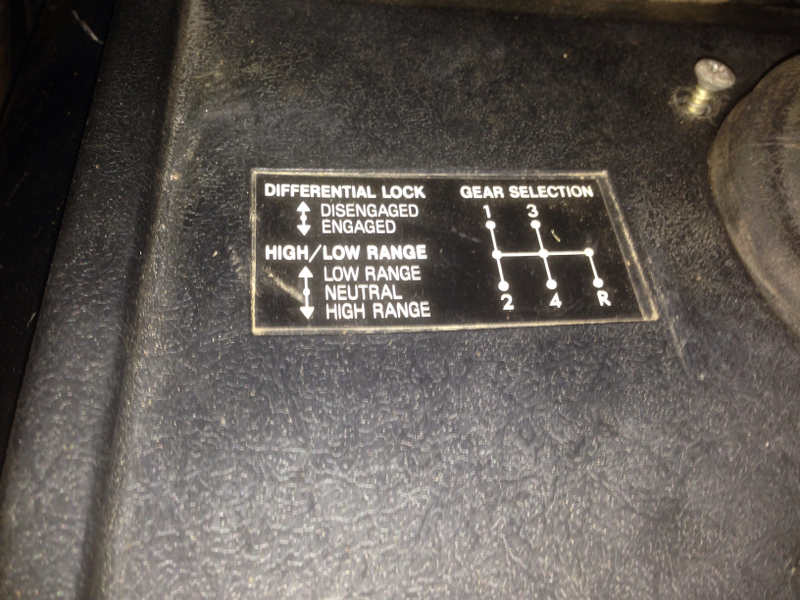 DIFFERENTIAL LOCK
DISENGAGED
ENGAGED
HIGH/LOW RANGE
LOW RANGE
NEUTRAL
HIGH RANGE
GEAR SELECTION
1 3
2 4 R